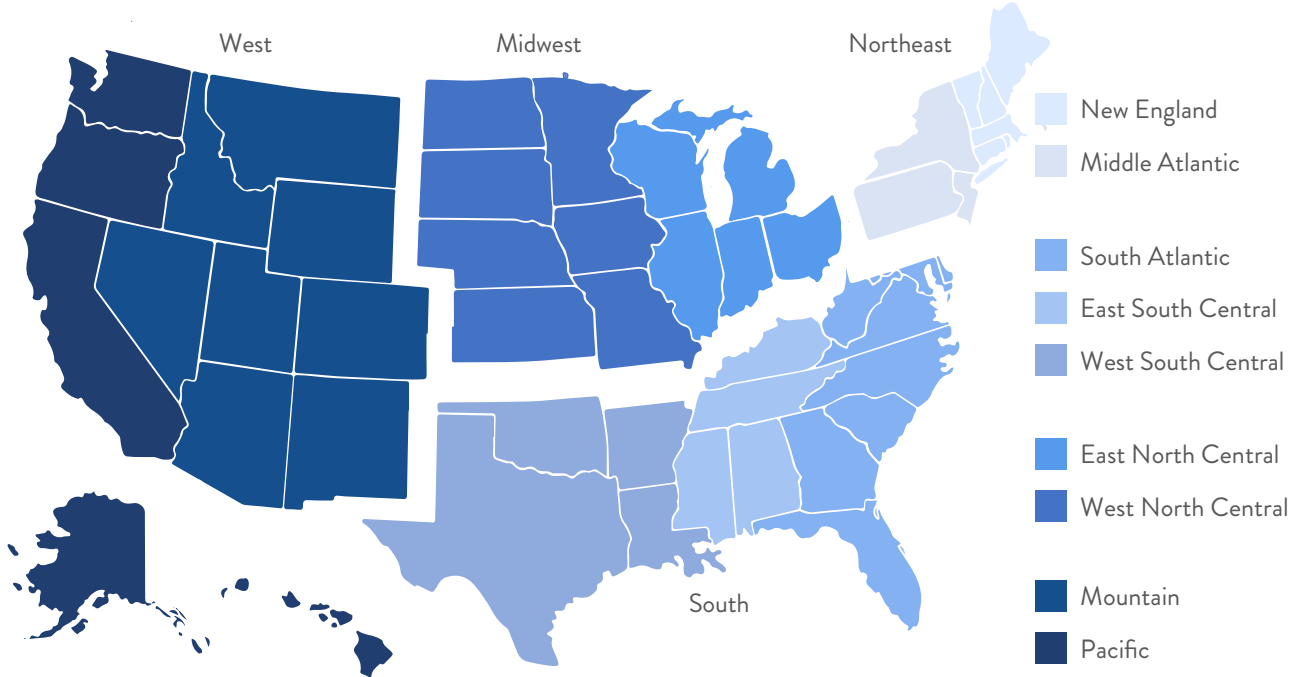 West
Midwest
Northeast
New England
Middle Atlantic
South Atlantic
East South Central
West South Central
East North Central
West North Central
Mountain
South
Pacific